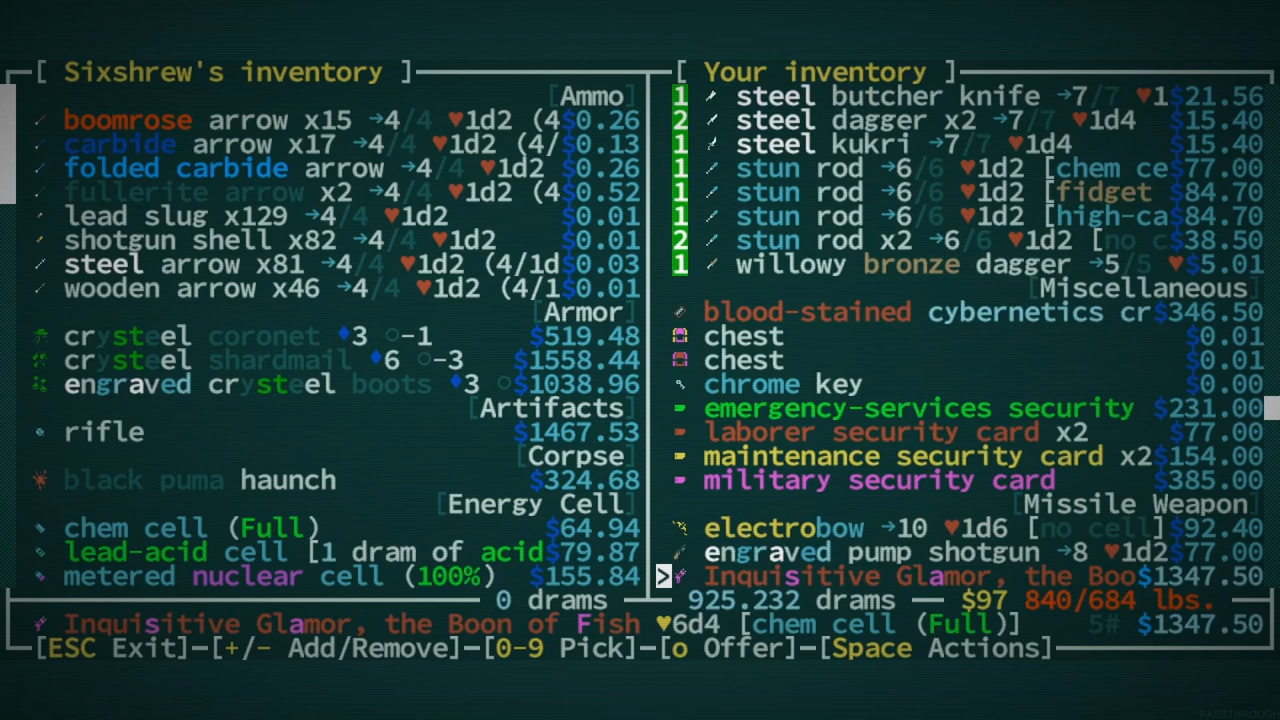 [ Sixshrew's inventory ]
[Ammo]
boomrose arrow x15 →4/4 ♥1d2 (4 $0.26
carbide arrow x17 →4/4 ♥1d2 (4/ $0.13
folded carbide arrow →4/4 ♥1d2 $0.26
fullerite arrow x2 →4/4 ♥1d2 (4 $0.52
lead slug x129 →4/4 ♥1d2 $0.01
shotgun shell x82 →4/4 ♥1d2 $0.01
steel arrow x81 →4/4 ♥1d2 (4/1d $0.03
wooden arrow x46 →4/4 ♥1d2 (4/1 $0.01
[Armor]
crysteel coronet ♦3 ○-1 $519.48
crysteel shardmail ♦6 ○-3 $1558.44
engraved crysteel boots ♦3 ○ $1038.96
[Artifacts]
rifle $1467.53
[Corpse]
black puma haunch $324.68
[Energy Cell]
chem cell (Full) $64.94
lead-acid cell [1 dram of acid $79.87
metered nuclear cell (100%) $155.84
0 drams
[ Your inventory ]
1 steel butcher knife →7/7 ♥1 $21.56
2 steel dagger x2 →7/7 ♥1d4 $15.40
1 steel kukri →7/7 ♥1d4 $15.40
1 stun rod →6/6 ♥1d2 [chem ce $77.00
1 stun rod →6/6 ♥1d2 [fidget $84.70
1 stun rod →6/6 ♥1d2 [high-ca $84.70
2 stun rod x2 →6/6 ♥1d2 [no c $38.50
1 willowy bronze dagger →5/5 ♥ $5.01
[Miscellaneous]
blood-stained cybernetics cr $346.50
chest $0.01
chest $0.01
chrome key $0.00
emergency-services security $231.00
laborer security card x2 $77.00
maintenance security card x2 $154.00
military security card $385.00
[Missile Weapon]
electrobow →10 ♥1d6 [no cell] $92.40
engraved pump shotgun →8 ♥1d2 $77.00
> Inquisitive Glamor, the Boo $1347.50
925.232 drams $97 840/684 lbs.
Inquisitive Glamor, the Boon of Fish ♥6d4 [chem cell (Full)] 5# $1347.50
[ESC Exit] [+/- Add/Remove] [0-9 Pick] [o Offer] [Space Actions]